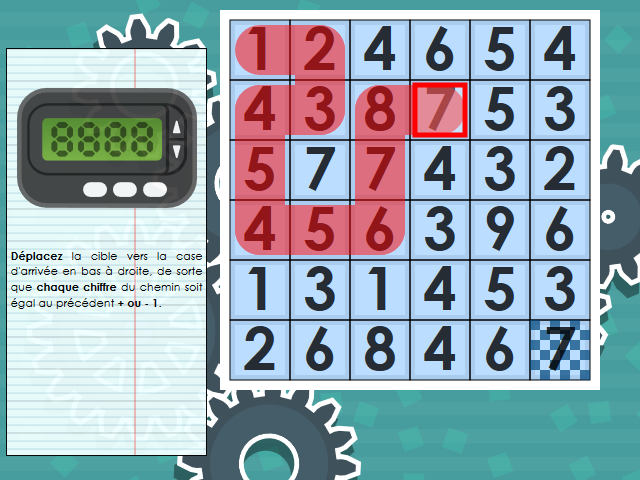 1 2 4 6 5 4
4 3 8 7 5 3
5 7 7 4 3 2
4 5 6 3 9 6
1 3 1 4 5 3
2 6 8 4 6 7
8888
Déplacez la cible vers la case
d'arrivée en bas à droite, de sorte
que chaque chiffre du chemin soit
égal au précédent + ou - 1.